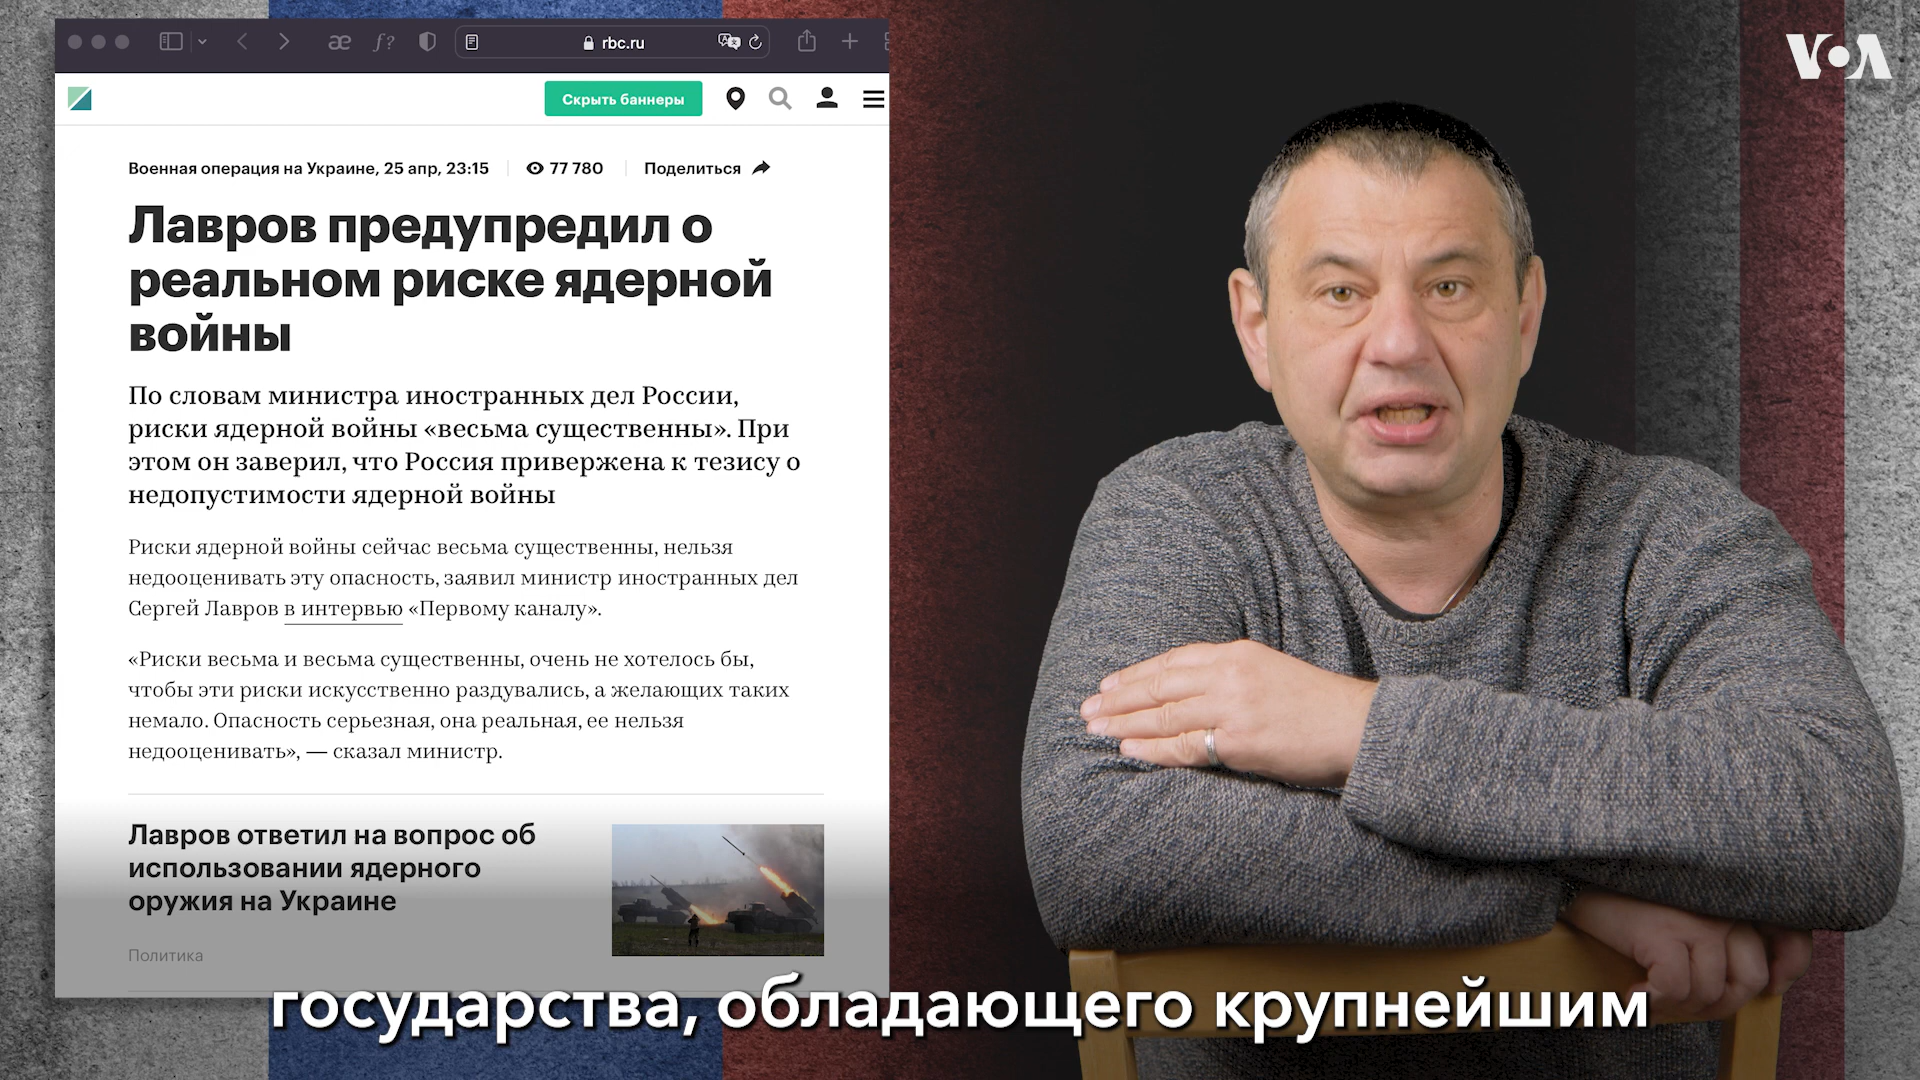 rbc.ru
VOA
Скрыть баннеры
Военная операция на Украине, 25 апр, 23:15
77 780
Поделиться
Лавров предупредил о
реальном риске ядерной
войны
По словам министра иностранных дел России,
риски ядерной войны «весьма существенны». При
этом он заверил, что Россия привержена к тезису о
недопустимости ядерной войны
Риски ядерной войны сейчас весьма существенны, нельзя
недооценивать эту опасность, заявил министр иностранных дел
Сергей Лавров в интервью «Первому каналу».
«Риски весьма и весьма существенны, очень не хотелось бы,
чтобы эти риски искусственно раздувались, а желающих таких
немало. Опасность серьезная, она реальная, ее нельзя
недооценивать», — сказал министр.
Лавров ответил на вопрос об
использовании ядерного
оружия на Украине
Политика
государства, обладающего крупнейшим